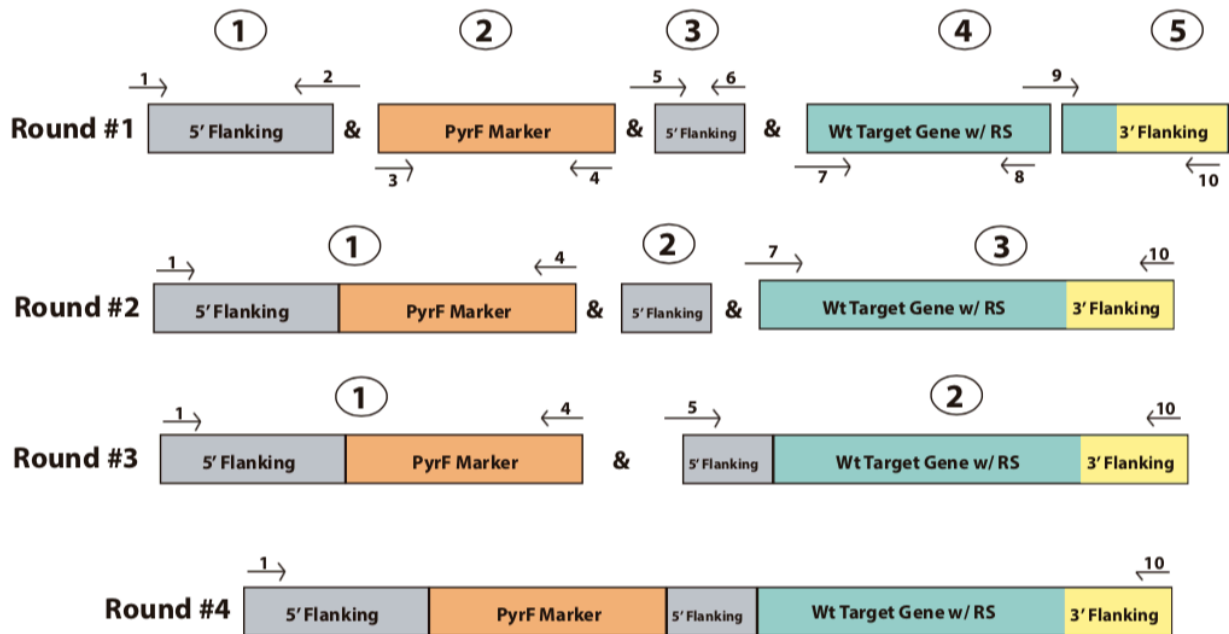 1 2 3 4 5
1 2 5 6 9
Round #1 5' Flanking & PyrF Marker & 5' Flanking & Wt Target Gene w/ RS 3' Flanking
3 4 7 8 10
1 2 3
1 4 7 10
Round #2 5' Flanking PyrF Marker & 5' Flanking & Wt Target Gene w/ RS 3' Flanking
1 2
1 4 5 10
Round #3 5' Flanking PyrF Marker & 5' Flanking Wt Target Gene w/ RS 3' Flanking
1 10
Round #4 5' Flanking PyrF Marker 5' Flanking Wt Target Gene w/ RS 3' Flanking